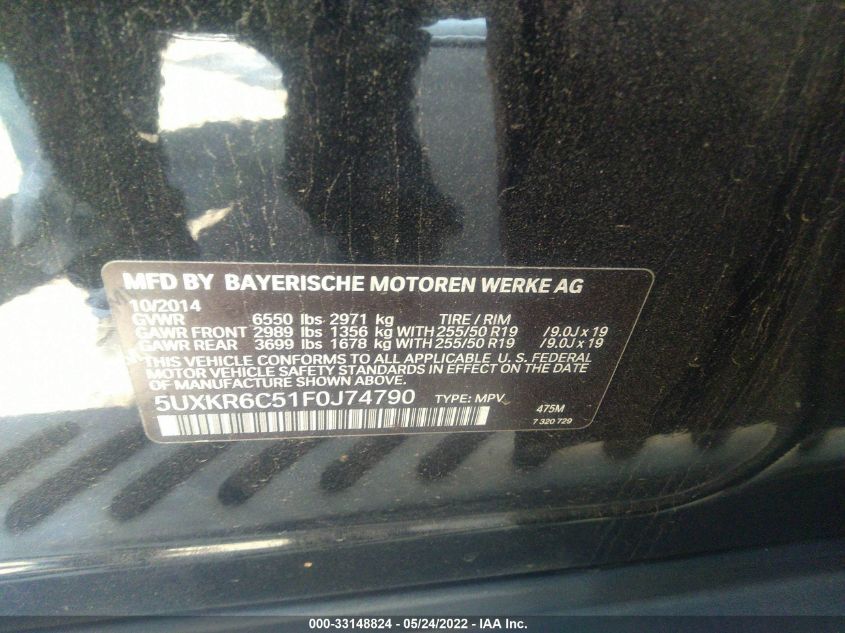 MFD BY BAYERISCHE MOTOREN WERKE AG
10/2014
GVWR 6550 lbs 2971 kg TIRE / RIM
GAWR FRONT 2989 lbs 1356 kg WITH 255/50 R19 /9.0J x 19
GAWR REAR 3699 lbs 1678 kg WITH 255/50 R19 /9.0J x 19
THIS VEHICLE CONFORMS TO ALL APPLICABLE U. S. FEDERAL
MOTOR VEHICLE SAFETY STANDARDS IN EFFECT ON THE DATE
OF MANUFACTURE SHOWN ABOVE.
5UXKR6C51F0J74790 TYPE: MPV 475M
7 320 729
000-33148824 — 05/24/2022 — IAA Inc.